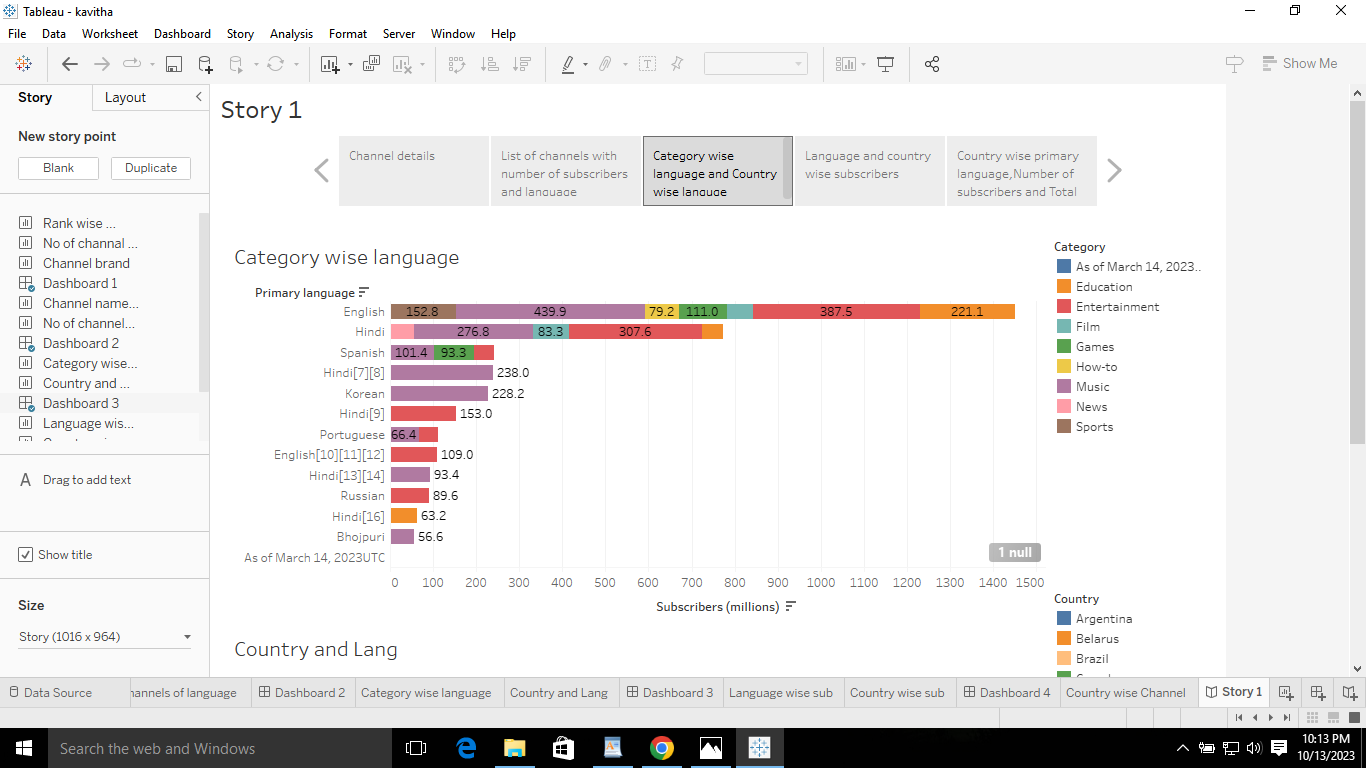 Tableau - kavitha
File Data Worksheet Dashboard Story Analysis Format Server Window Help
Show Me
Story Layout
New story point
Blank Duplicate
Rank wise ...
No of channal ...
Channel brand
Dashboard 1
Channel name...
No of channel...
Dashboard 2
Category wise...
Country and ...
Dashboard 3
Language wis...
A Drag to add text
Show title
Size
Story (1016 x 964)
Story 1
Channel details
List of channels with
number of subscribers
and language
Category wise
language and Country
wise language
Language and country
wise subscribers
Country wise primary
language,Number of
subscribers and Total
Category wise language
Primary language
English 152.8 439.9 79.2 111.0 387.5 221.1
Hindi 276.8 83.3 307.6
Spanish 101.4 93.3
Hindi[7][8] 238.0
Korean 228.2
Hindi[9] 153.0
Portuguese 66.4
English[10][11][12] 109.0
Hindi[13][14] 93.4
Russian 89.6
Hindi[16] 63.2
Bhojpuri 56.6
As of March 14, 2023UTC
1 null
0 100 200 300 400 500 600 700 800 900 1000 1100 1200 1300 1400 1500
Subscribers (millions)
Category
As of March 14, 2023..
Education
Entertainment
Film
Games
How-to
Music
News
Sports
Country
Argentina
Belarus
Brazil
Country and Lang
Data Source hannels of language Dashboard 2 Category wise language Country and Lang Dashboard 3 Language wise sub Country wise sub Dashboard 4 Country wise Channel Story 1
Search the web and Windows
10:13 PM
10/13/2023